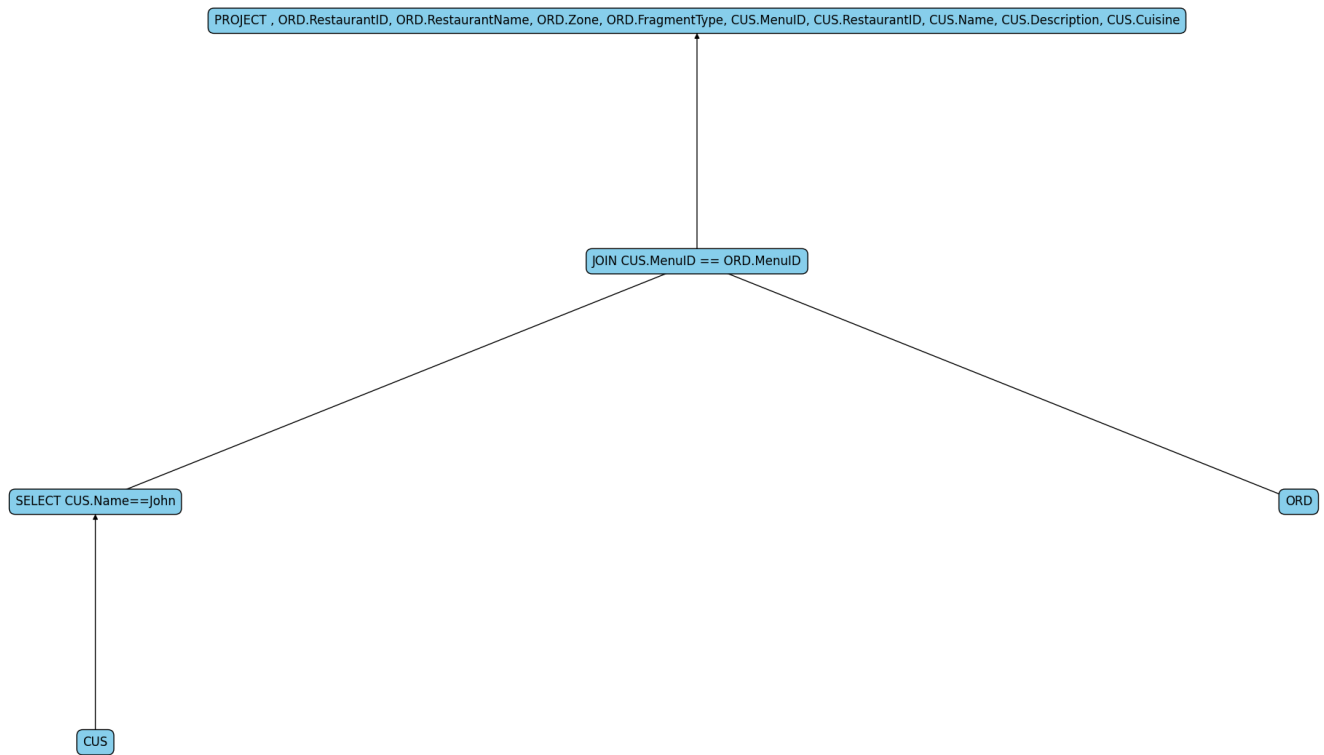 PROJECT , ORD.RestaurantID, ORD.RestaurantName, ORD.Zone, ORD.FragmentType, CUS.MenuID, CUS.RestaurantID, CUS.Name, CUS.Description, CUS.Cuisine
JOIN CUS.MenuID == ORD.MenuID
SELECT CUS.Name==John
ORD
CUS